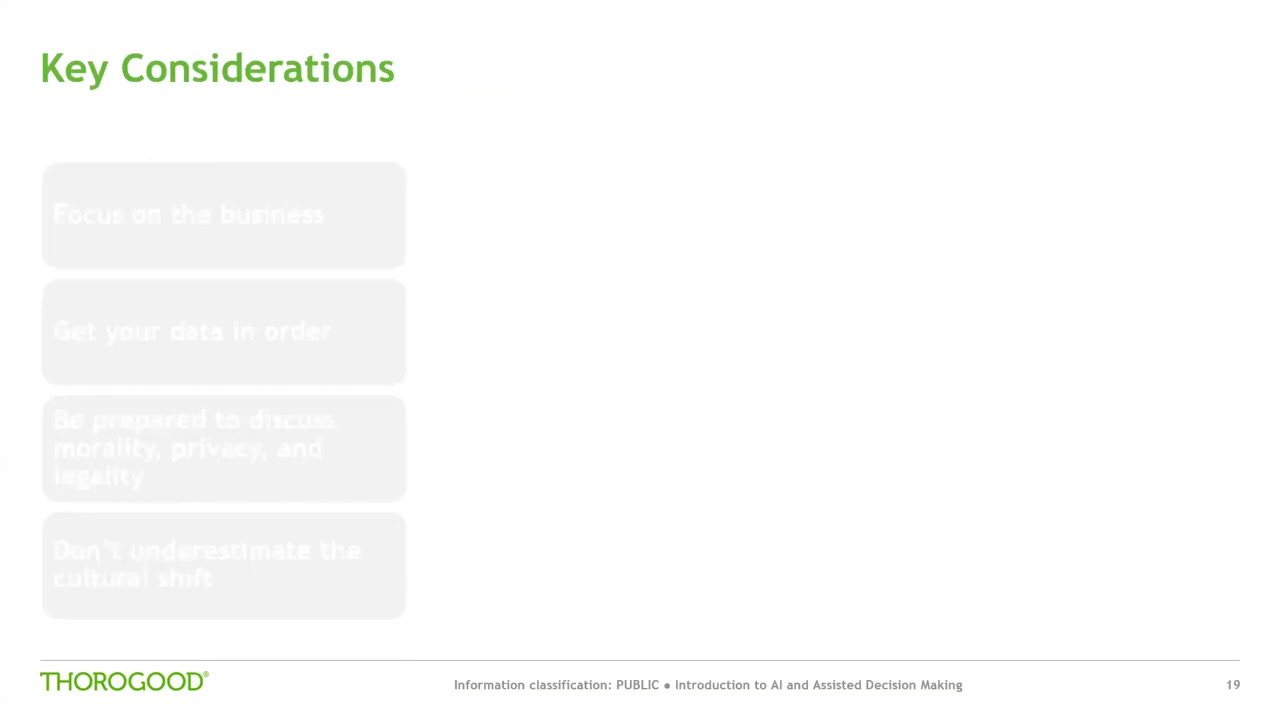 Key Considerations
Focus on the business
Get your data in order
Be prepared to discuss
morality, privacy, and
legality
Don't underestimate the
cultural shift
THOROGOOD®
Information classification: PUBLIC ● Introduction to AI and Assisted Decision Making
19